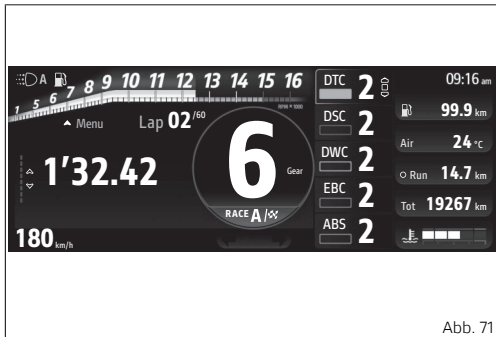 A
1 5 6 7 8 9 10 11 12 13 14 15 16
RPM × 1000
Menu
Lap 02/60
1’32.42
6
Gear
RACE A/
180 km/h
DTC 2
DSC 2
DWC 2
EBC 2
ABS 2
09:16 am
99.9 km
Air 24 °C
Run 14.7 km
Tot 19267 km
Abb. 71